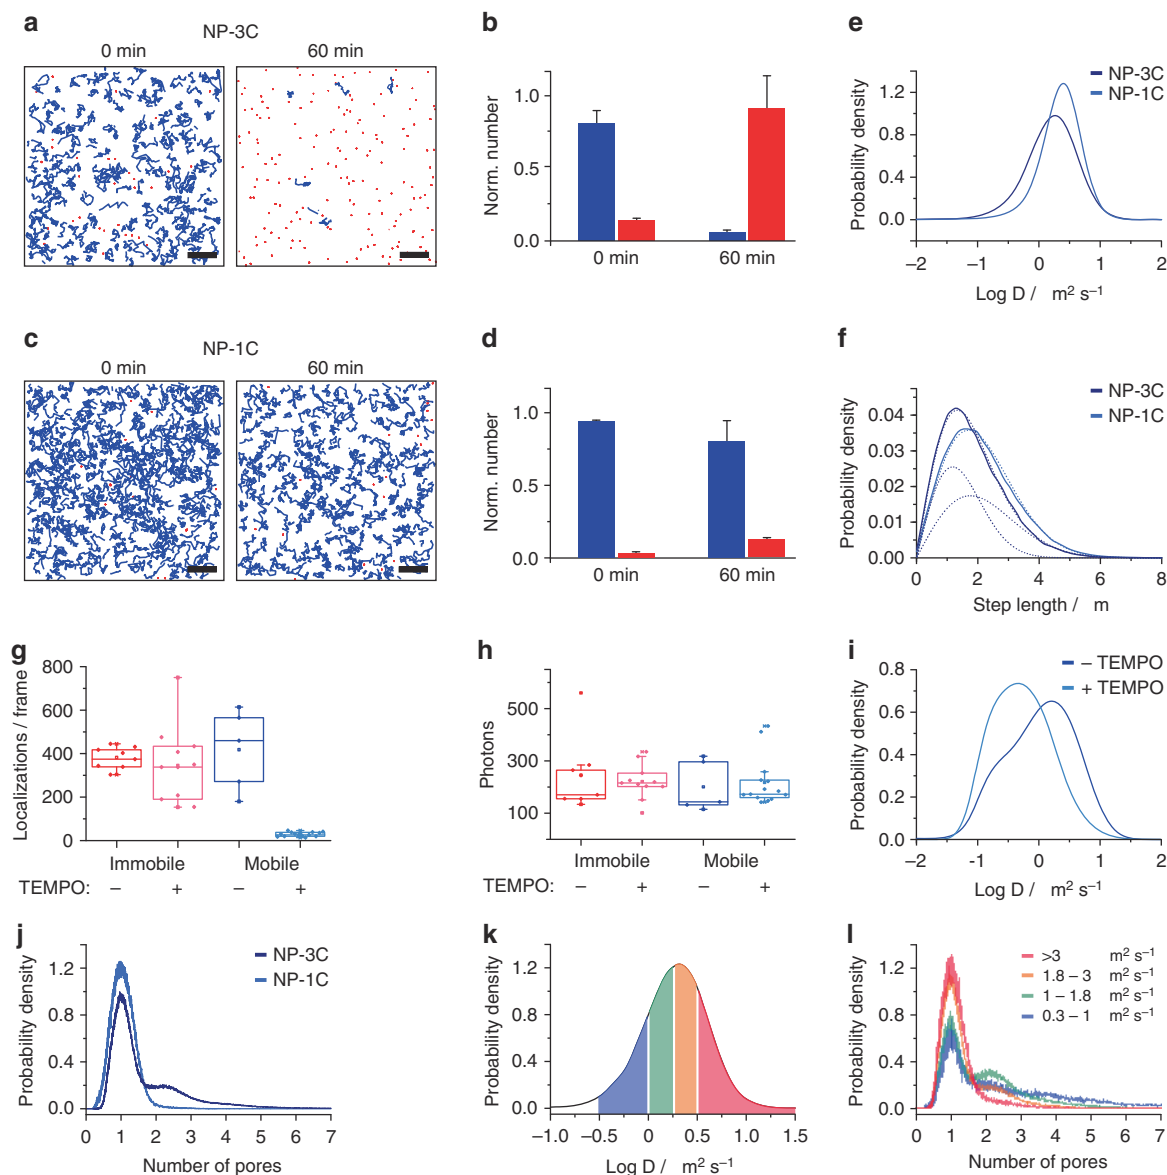 a
NP-3C
0 min
60 min
b
Norm. number
1.0
0.5
0.0
0 min
60 min
e
Probability density
1.2
0.8
0.4
0.0
NP-3C
NP-1C
−2
−1
0
1
2
Log D / m² s⁻¹
c
NP-1C
0 min
60 min
d
Norm. number
1.0
0.5
0.0
0 min
60 min
f
Probability density
0.04
0.03
0.02
0.01
0.00
NP-3C
NP-1C
0
2
4
6
8
Step length / m
g
Localizations / frame
800
600
400
200
0
Immobile
Mobile
TEMPO: − + − +
h
Photons
500
300
100
Immobile
Mobile
TEMPO: − + − +
i
Probability density
0.8
0.6
0.4
0.2
0.0
− TEMPO
+ TEMPO
−2
−1
0
1
2
Log D / m² s⁻¹
j
Probability density
1.2
0.8
0.4
0.0
NP-3C
NP-1C
0 1 2 3 4 5 6 7
Number of pores
k
Probability density
1.2
0.8
0.4
0.0
−1.0 −0.5 0 0.5 1.0 1.5
Log D / m² s⁻¹
l
Probability density
1.2
0.8
0.4
0.0
>3 m² s⁻¹
1.8 – 3 m² s⁻¹
1 – 1.8 m² s⁻¹
0.3 – 1 m² s⁻¹
0 1 2 3 4 5 6 7
Number of pores